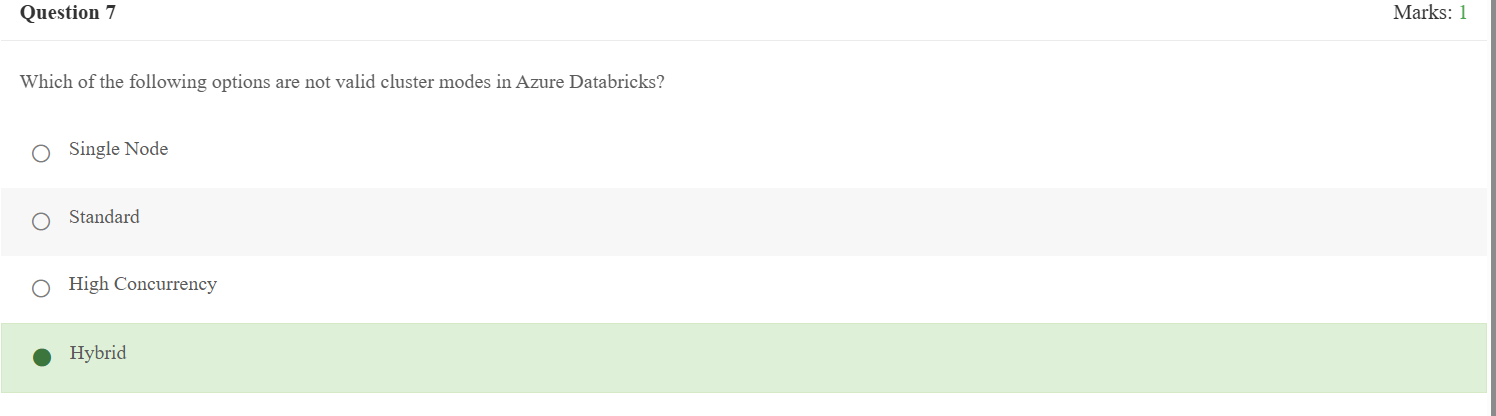 Question 7
Marks: 1
Which of the following options are not valid cluster modes in Azure Databricks?
Single Node
Standard
High Concurrency
Hybrid